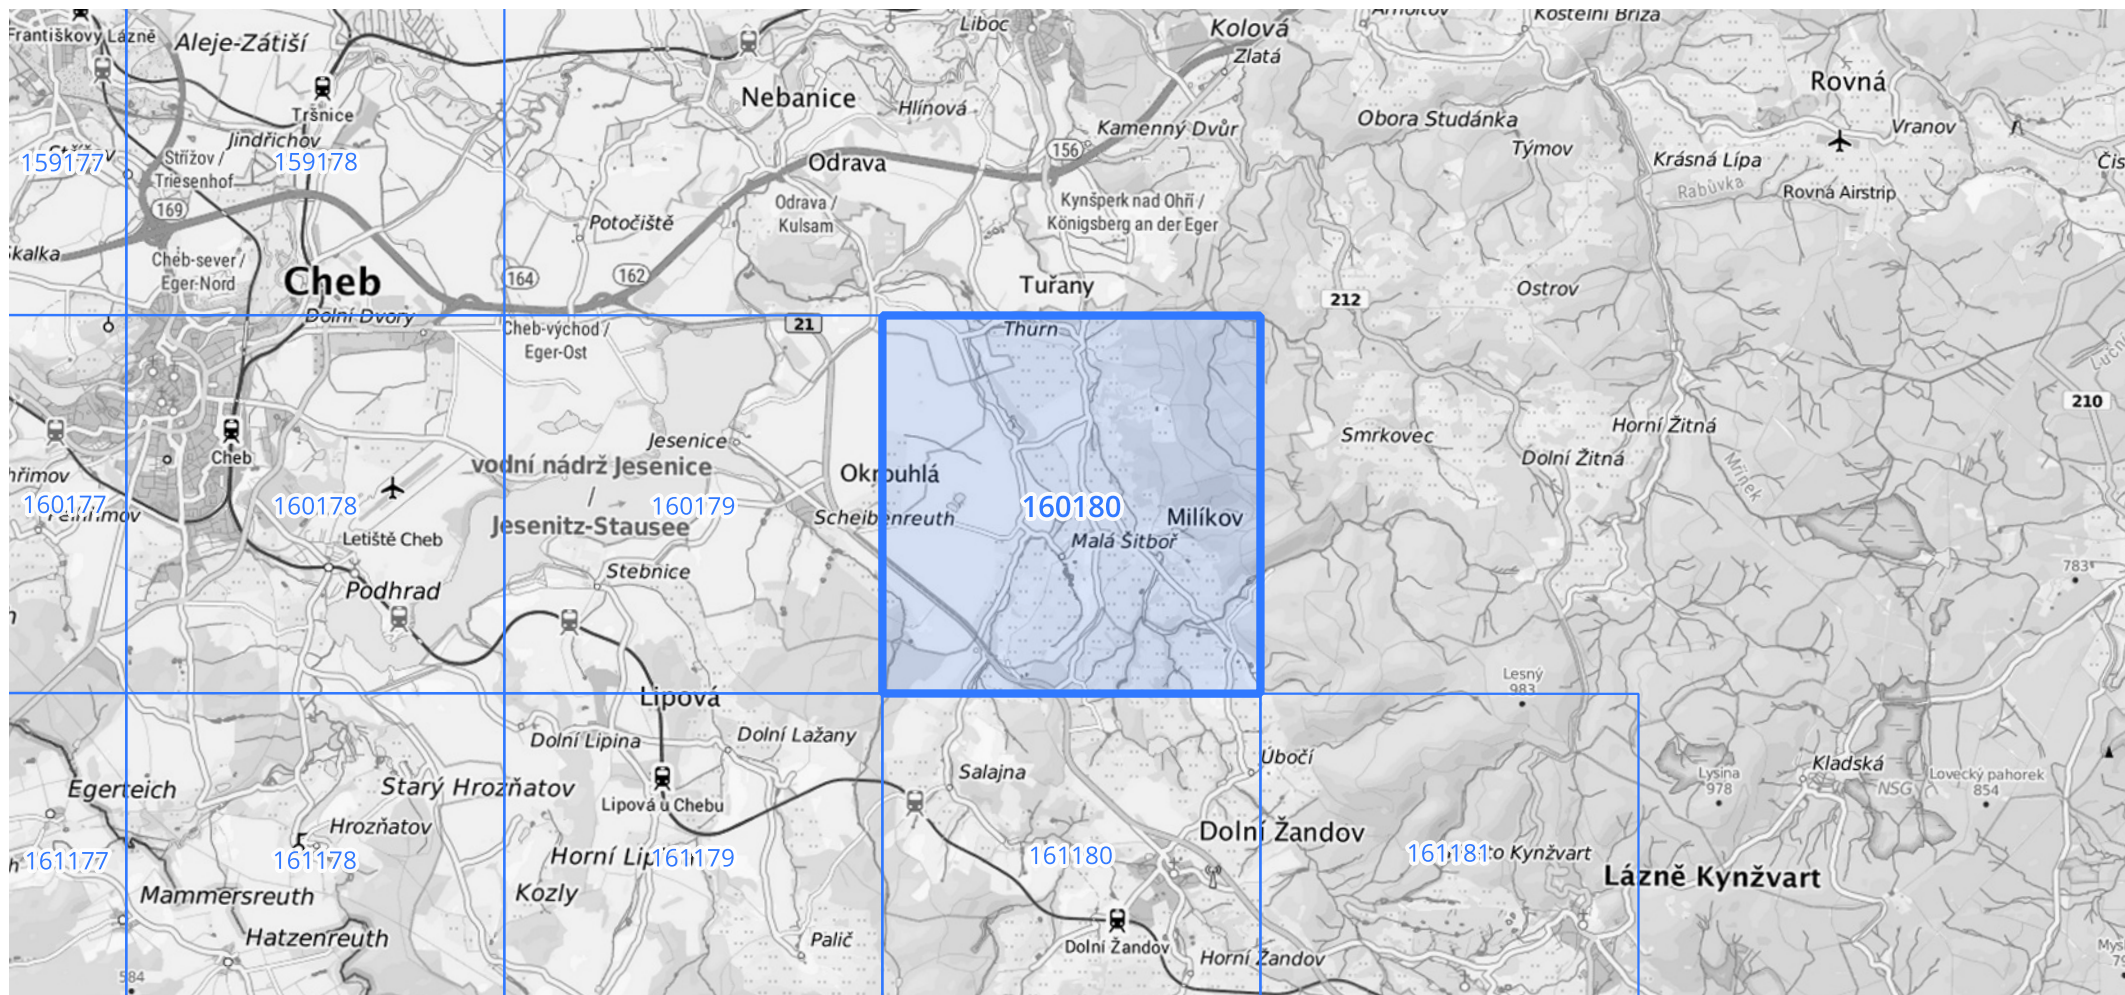 Františkovy Lázně
Aleje-Zátiší
Liboc
Kolová
Zlatá
Kostelní Bříza
Rovná
Tršnice
Nebanice
Hlínová
Kamenný Dvůr
Obora Studánka
Týmov
Vranov
Jindřichov
159177
159178
Střížov /
Triesenhof
Odrava
156
Krásná Lípa
Rabůvka
Rovná Airstrip
169
Potočiště
Odrava /
Kulsam
Kynšperk nad Ohří /
Königsberg an der Eger
Skalka
Cheb-sever /
Eger-Nord
Cheb
164
162
Tuřany
212
Ostrov
Dolní Dvory
Cheb-východ /
Eger-Ost
21
Thurn
210
Jesenice
Smrkovec
Horní Žitná
Dolní Žitná
Cheb
vodní nádrž Jesenice
/
Jesenitz-Stausee
Okrouhlá
Mřínek
160177
160178
160179
160180
Scheibenreuth
Milíkov
Pelhřimov
Letiště Cheb
Malá Šitboř
Stebnice
783
Podhrad
Lesný
983
Lipová
Dolní Lipina
Dolní Lažany
Salajna
Úbočí
Kladská
Lysina
978
NSG
Lovecký pahorek
854
Egerteich
Starý Hrozňatov
Lipová u Chebu
Hrozňatov
Dolní Žandov
161177
161178
161179
161180
161181
Lázně Kynžvart
Mammersreuth
Kozly
Hatzenreuth
Palič
Dolní Žandov
Horní Žandov
584